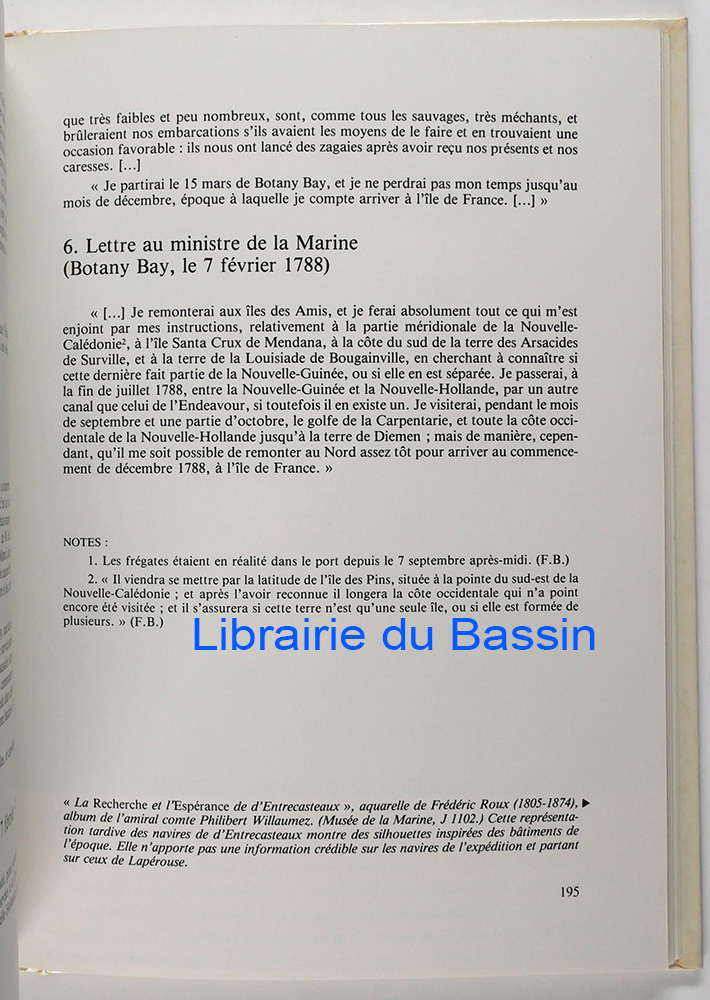 que très faibles et peu nombreux, sont, comme tous les sauvages, très méchants, et
brûleraient nos embarcations s'ils avaient les moyens de le faire et en trouvaient une
occasion favorable : ils nous ont lancé des zagaies après avoir reçu nos présents et nos
caresses. [...]
« Je partirai le 15 mars de Botany Bay, et je ne perdrai pas mon temps jusqu'au
mois de décembre, époque à laquelle je compte arriver à l'île de France. [...] »
6. Lettre au ministre de la Marine
(Botany Bay, le 7 février 1788)
« [...] Je remonterai aux îles des Amis, et je ferai absolument tout ce qui m'est
enjoint par mes instructions, relativement à la partie méridionale de la Nouvelle-
Calédonie², à l'île Santa Crux de Mendana, à la côte du sud de la terre des Arsacides
de Surville, et à la terre de la Louisiade de Bougainville, en cherchant à connaître si
cette dernière fait partie de la Nouvelle-Guinée, ou si elle en est séparée. Je passerai, à
la fin de juillet 1788, entre la Nouvelle-Guinée et la Nouvelle-Hollande, par un autre
canal que celui de l'Endeavour, si toutefois il en existe un. Je visiterai, pendant le mois
de septembre et une partie d'octobre, le golfe de la Carpentarie, et toute la côte occi-
dentale de la Nouvelle-Hollande jusqu'à la terre de Diemen ; mais de manière, cepen-
dant, qu'il me soit possible de remonter au Nord assez tôt pour arriver au commence-
ment de décembre 1788, à l'île de France. »
NOTES :
1. Les frégates étaient en réalité dans le port depuis le 7 septembre après-midi. (F.B.)
2. « Il viendra se mettre par la latitude de l'île des Pins, située à la pointe du sud-est de la
Nouvelle-Calédonie ; et après l'avoir reconnue il longera la côte occidentale qui n'a point
encore été visitée ; et il s'assurera si cette terre n'est qu'une seule île, ou si elle est formée de
plusieurs. » (F.B.)
Librairie du Bassin
« La Recherche et l'Espérance de d'Entrecasteaux », aquarelle de Frédéric Roux (1805-1874), ▶
album de l'amiral comte Philibert Willaumez. (Musée de la Marine, J 1102.) Cette représenta-
tion tardive des navires de d'Entrecasteaux montre des silhouettes inspirées des bâtiments de
l'époque. Elle n'apporte pas une information crédible sur les navires de l'expédition et partant
sur ceux de Lapérouse.
195